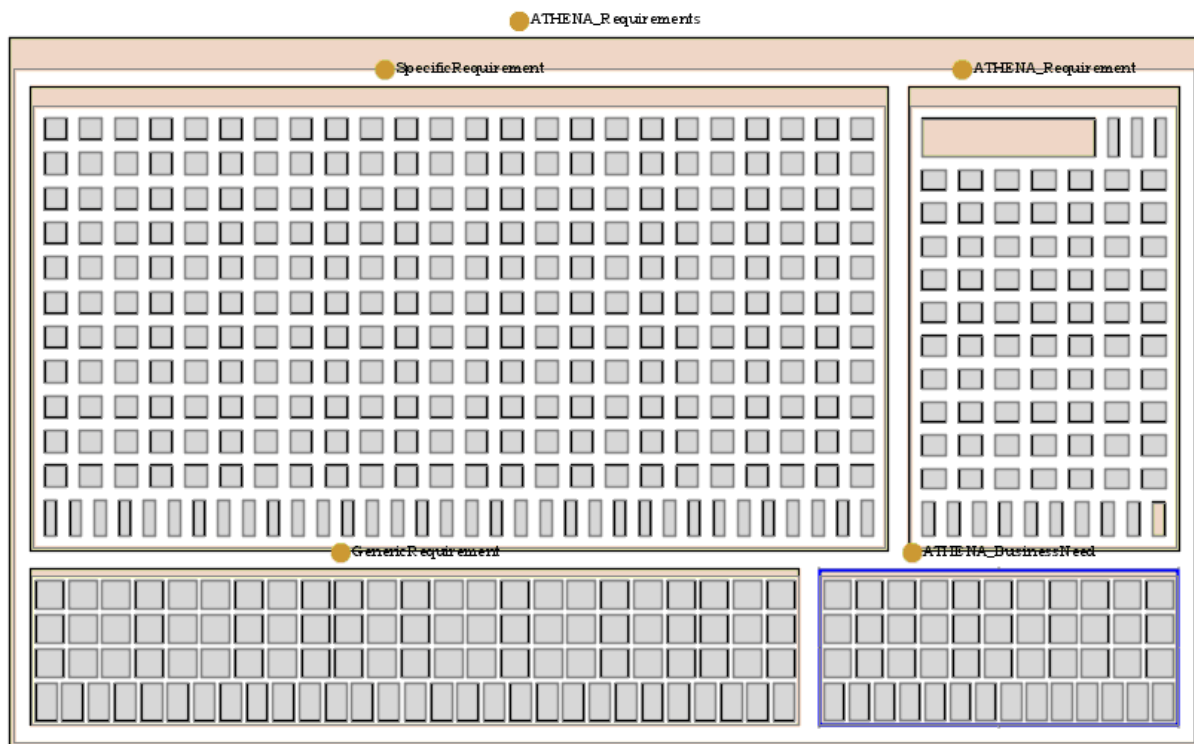 ATHENA_Requirements
SpecificRequirement
ATHENA_Requirement
GenericRequirement
ATHENA_BusinessNeed